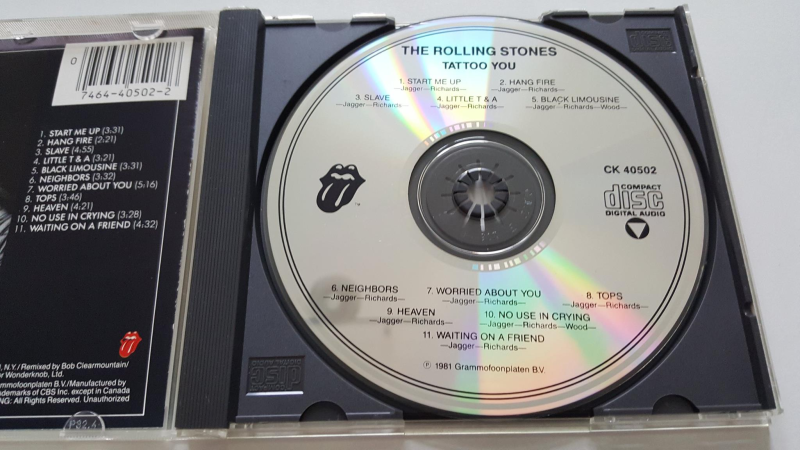 0
7464-40502-2
1. START ME UP (3:31)
2. HANG FIRE (2:21)
3. SLAVE (4:55)
4. LITTLE T & A (3:21)
5. BLACK LIMOUSINE (3:31)
6. NEIGHBORS (3:32)
7. WORRIED ABOUT YOU (5:16)
8. TOPS (3:46)
9. HEAVEN (4:21)
10. NO USE IN CRYING (3:28)
11. WAITING ON A FRIEND (4:32)
N.Y./Remixed by Bob Clearmountain/
Wonderknob, Ltd.
B.V./Manufactured by
of CBS Inc. except in Canada
All Rights Reserved. Unauthorized
THE ROLLING STONES
TATTOO YOU
1. START ME UP 2. HANG FIRE
—Jagger—Richards— —Jagger—Richards—
3. SLAVE 4. LITTLE T & A 5. BLACK LIMOUSINE
—Jagger—Richards— —Jagger—Richards— —Jagger—Richards—Wood—
CK 40502
COMPACT
disc
DIGITAL AUDIO
6. NEIGHBORS 7. WORRIED ABOUT YOU 8. TOPS
—Jagger—Richards— —Jagger—Richards— —Jagger—Richards—
9. HEAVEN 10. NO USE IN CRYING
—Jagger—Richards— —Jagger—Richards—Wood—
11. WAITING ON A FRIEND
—Jagger—Richards—
℗ 1981 Grammofoonplaten B.V.